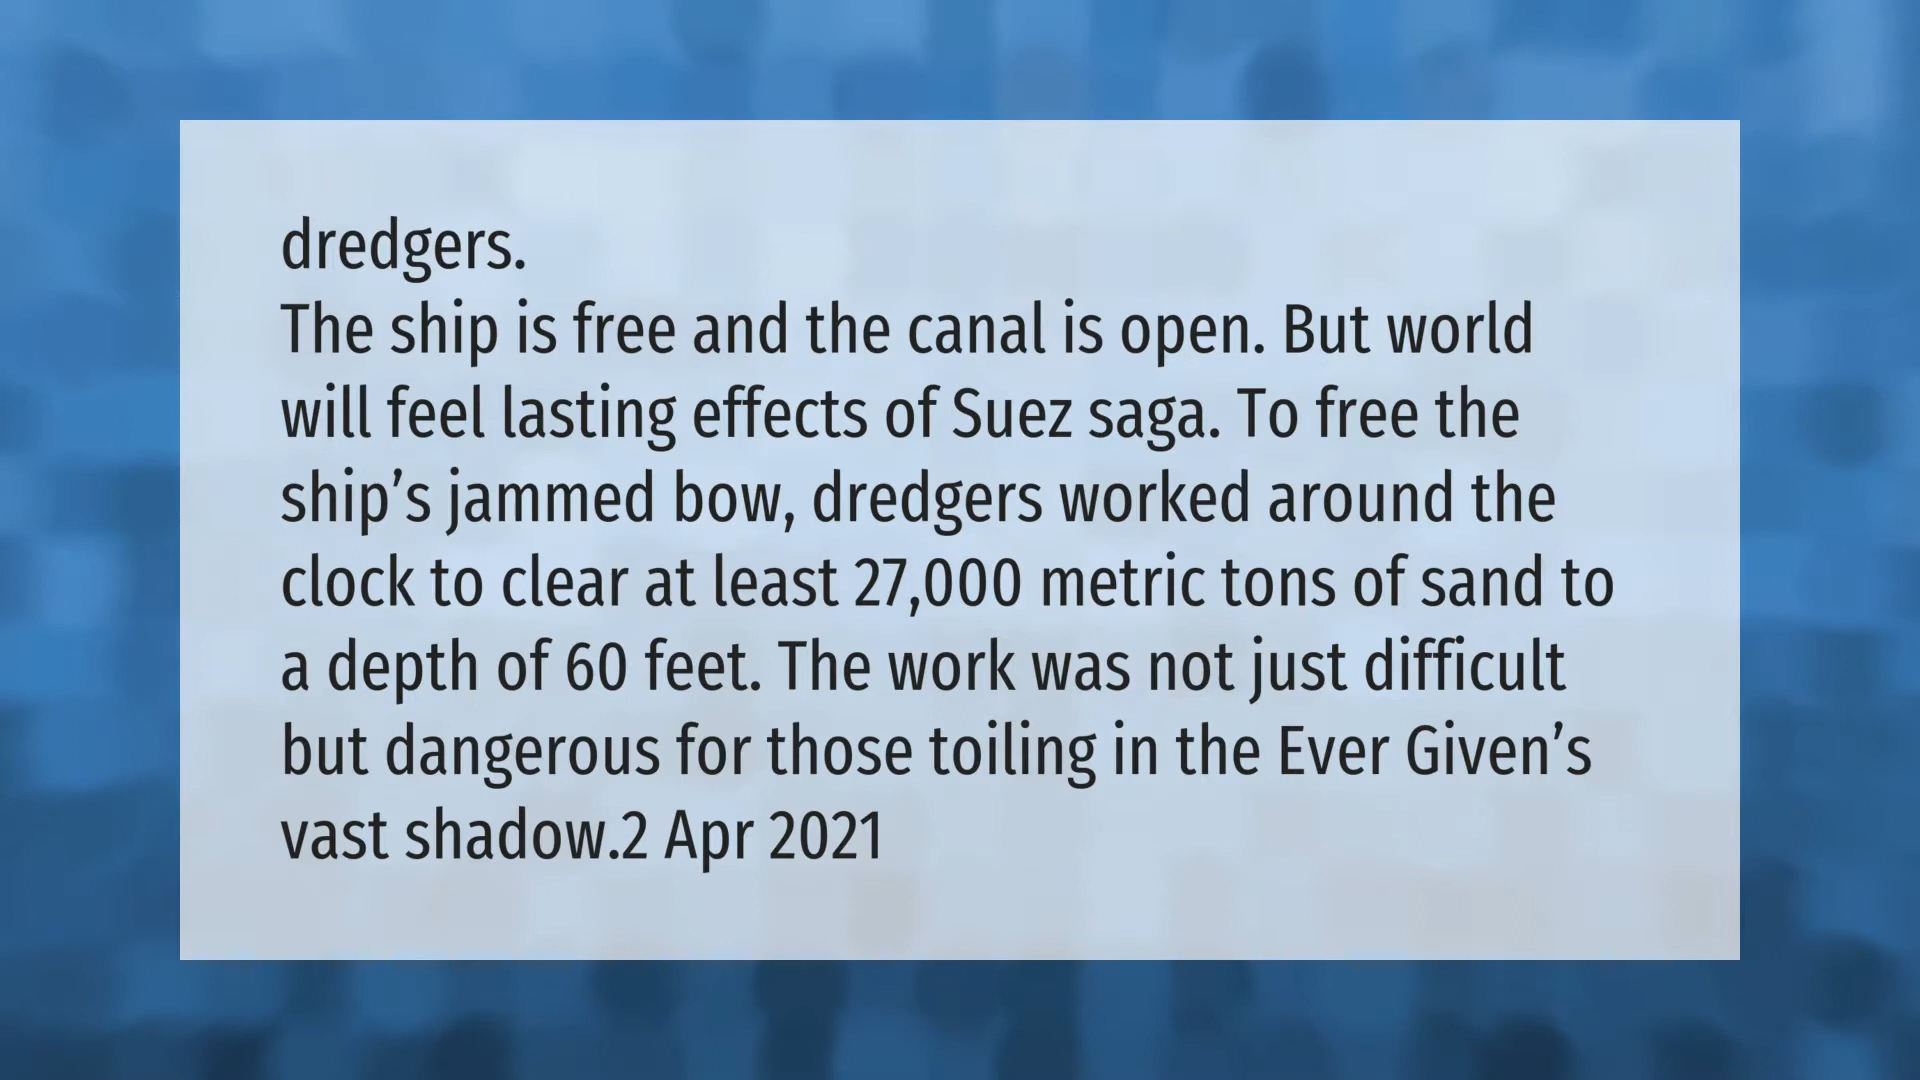 dredgers.
The ship is free and the canal is open. But world
will feel lasting effects of Suez saga. To free the
ship’s jammed bow, dredgers worked around the
clock to clear at least 27,000 metric tons of sand to
a depth of 60 feet. The work was not just difficult
but dangerous for those toiling in the Ever Given’s
vast shadow.2 Apr 2021